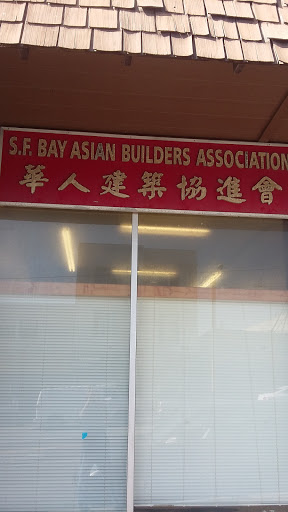 S.F. BAY ASIAN BUILDERS ASSOCIATION
華人建築協進會